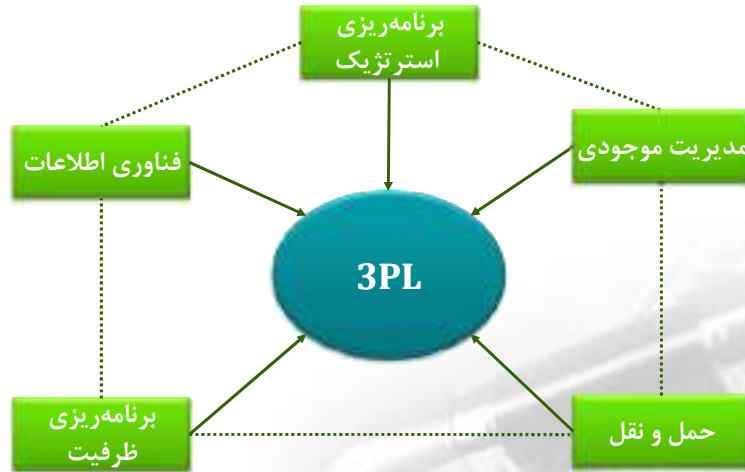 برنامه‌ریزی
استرتژیک
مدیریت موجودی
فناوری اطلاعات
3PL
حمل و نقل
برنامه‌ریزی
ظرفیت